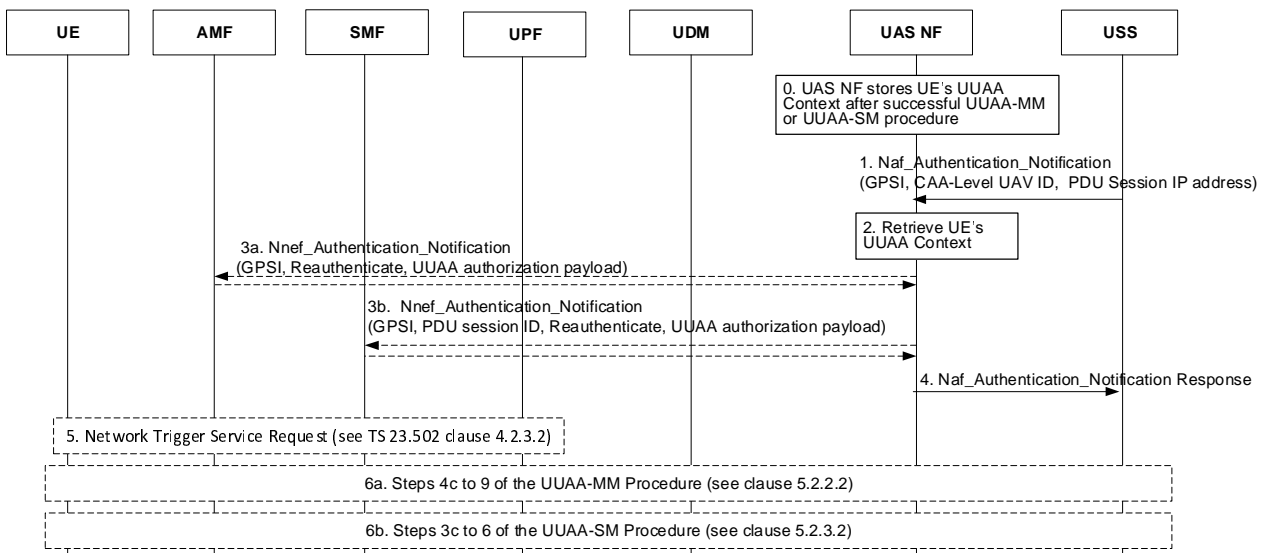 UE AMF SMF UPF UDM UAS NF USS
0. UAS NF stores UE's UUAA
Context after successful UUAA-MM
or UUAA-SM procedure
1. Naf_Authentication_Notification
(GPSI, CAA-Level UAV ID, PDU Session IP address)
2. Retrieve UE's
UUAA Context
3a. Nnef_Authentication_Notification
(GPSI, Reauthenticate, UUAA authorization payload)
3b. Nnef_Authentication_Notification
(GPSI, PDU session ID, Reauthenticate, UUAA authorization payload)
4. Naf_Authentication_Notification Response
5. Network Trigger Service Request (see TS 23.502 clause 4.2.3.2)
6a. Steps 4c to 9 of the UUAA-MM Procedure (see clause 5.2.2.2)
6b. Steps 3c to 6 of the UUAA-SM Procedure (see clause 5.2.3.2)